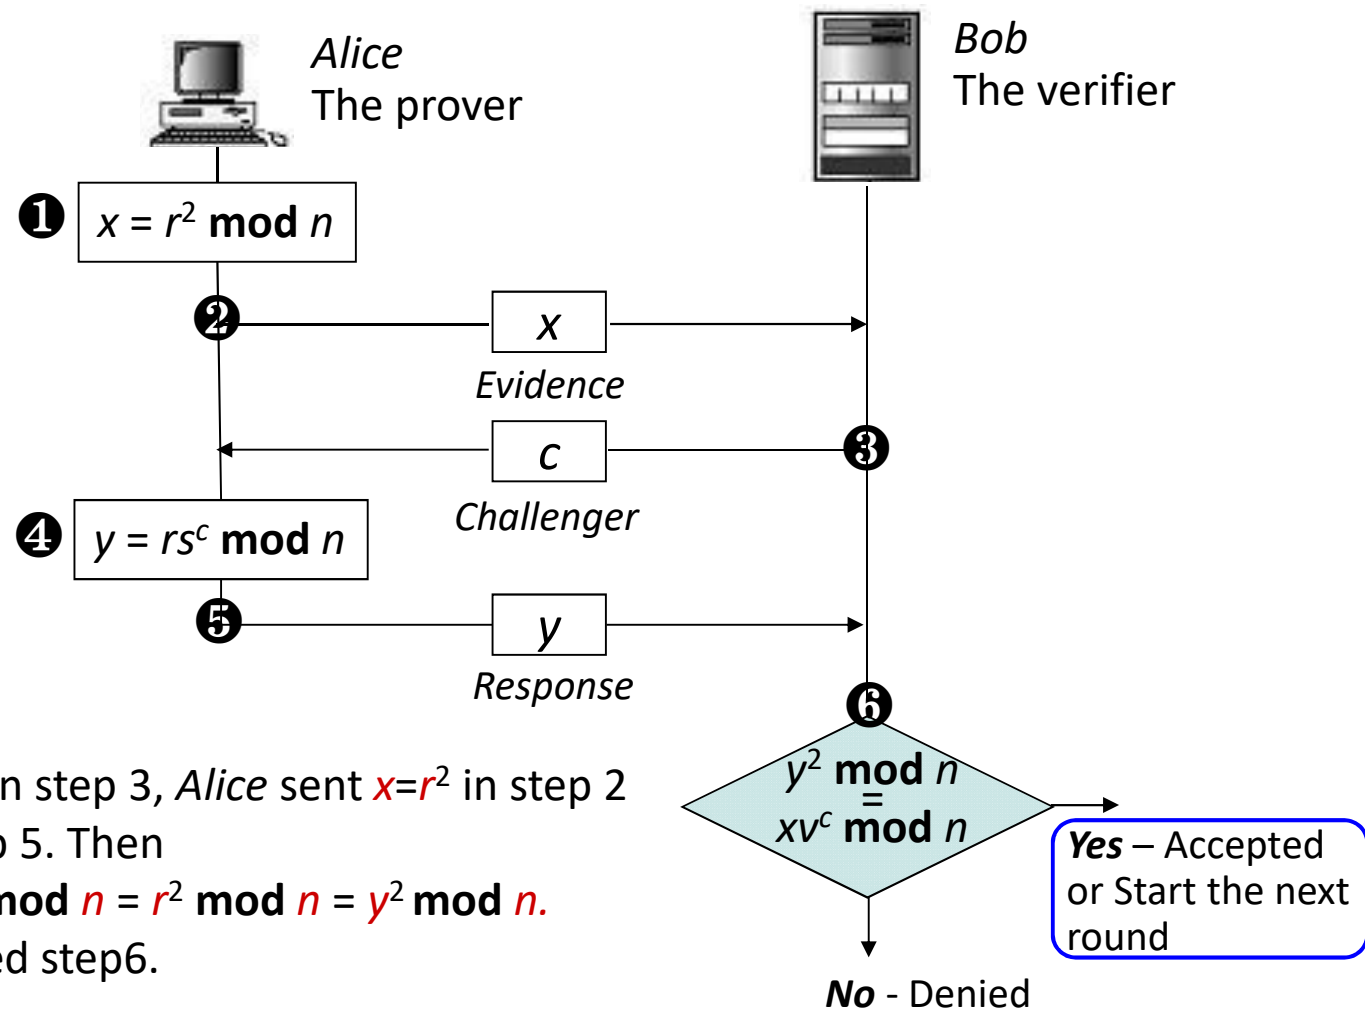 Alice
The prover
Bob
The verifier
❶
x = r² mod n
❷
x
Evidence
c
❸
Challenger
❹
y = rsᶜ mod n
❺
y
Response
❻
y² mod n
=
xvᶜ mod n
Yes – Accepted
or Start the next
round
No - Denied
n step 3, Alice sent x=r² in step 2
5. Then
mod n = r² mod n = y² mod n.
ed step6.